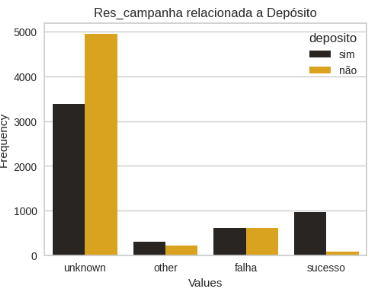 Res_campanha relacionada a Depósito
deposito
sim
não
5000
4000
3000
2000
1000
0
Frequency
unknown
other
falha
sucesso
Values